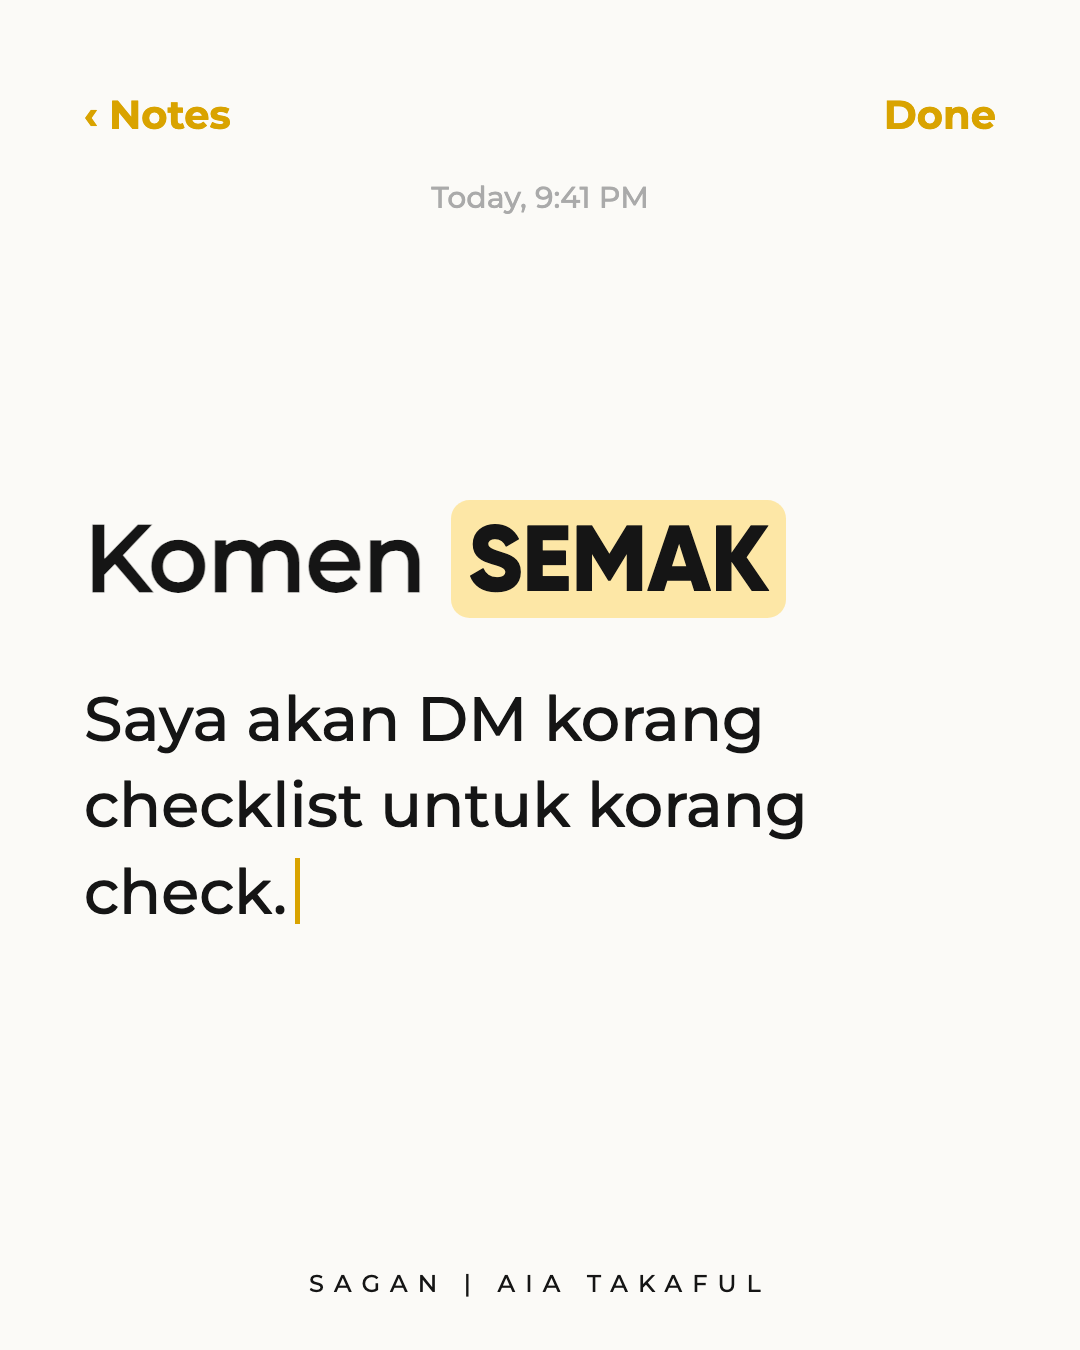 ‹ Notes
Done
Today, 9:41 PM
Komen SEMAK
Saya akan DM korang
checklist untuk korang
check.
SAGAN | AIA TAKAFUL